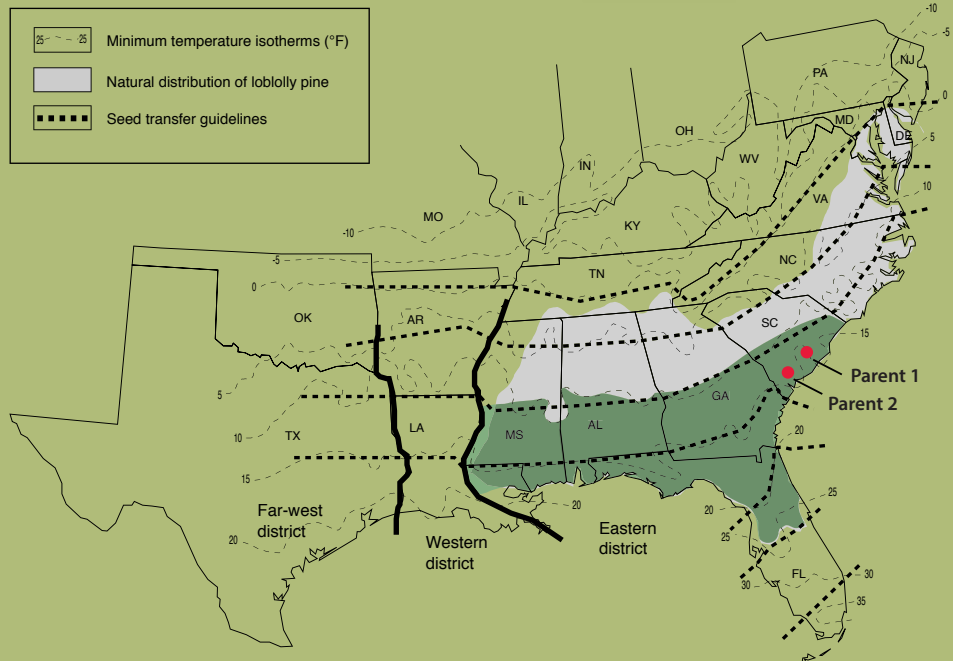 25 25 Minimum temperature isotherms (°F)
Natural distribution of loblolly pine
Seed transfer guidelines
-10
-5
NJ
PA
0
MD
OH
DE
5
IN
WV
IL
VA
10
MO
KY
-10
-5
NC
TN
0
OK
AR
SC
15
Parent 1
5
GA
Parent 2
TX
LA
MS
AL
20
10
15
25
20
20
Far-west
district
25
20
Western
district
Eastern
district
FL
30
30
35